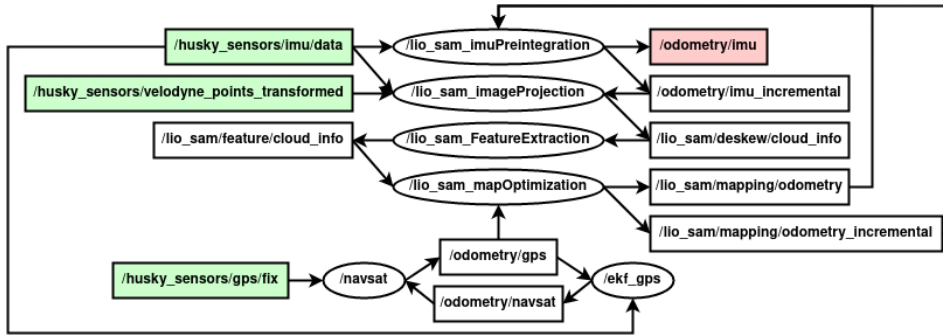 /husky_sensors/imu/data
/lio_sam_imuPreintegration
/odometry/imu
/husky_sensors/velodyne_points_transformed
/lio_sam_imageProjection
/odometry/imu_incremental
/lio_sam/feature/cloud_info
/lio_sam_FeatureExtraction
/lio_sam/deskew/cloud_info
/lio_sam_mapOptimization
/lio_sam/mapping/odometry
/lio_sam/mapping/odometry_incremental
/odometry/gps
/husky_sensors/gps/fix
/navsat
/ekf_gps
/odometry/navsat